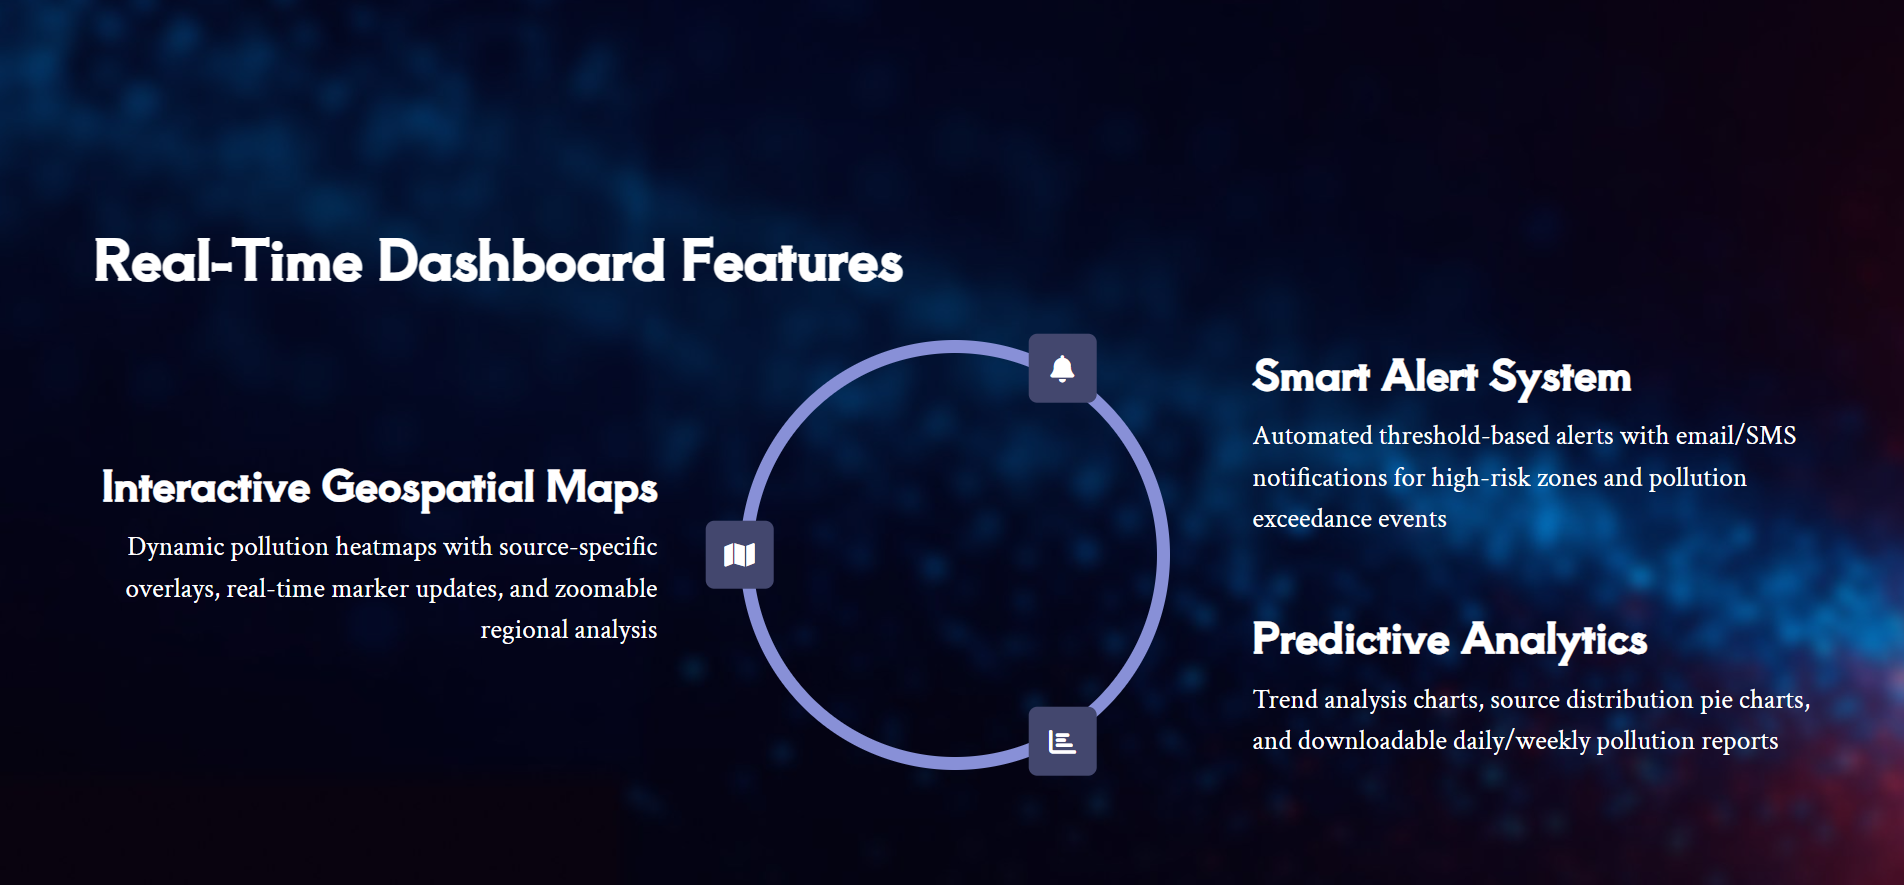 Real-Time Dashboard Features
Interactive Geospatial Maps
Dynamic pollution heatmaps with source-specific
overlays, real-time marker updates, and zoomable
regional analysis
Smart Alert System
Automated threshold-based alerts with email/SMS
notifications for high-risk zones and pollution
exceedance events
Predictive Analytics
Trend analysis charts, source distribution pie charts,
and downloadable daily/weekly pollution reports